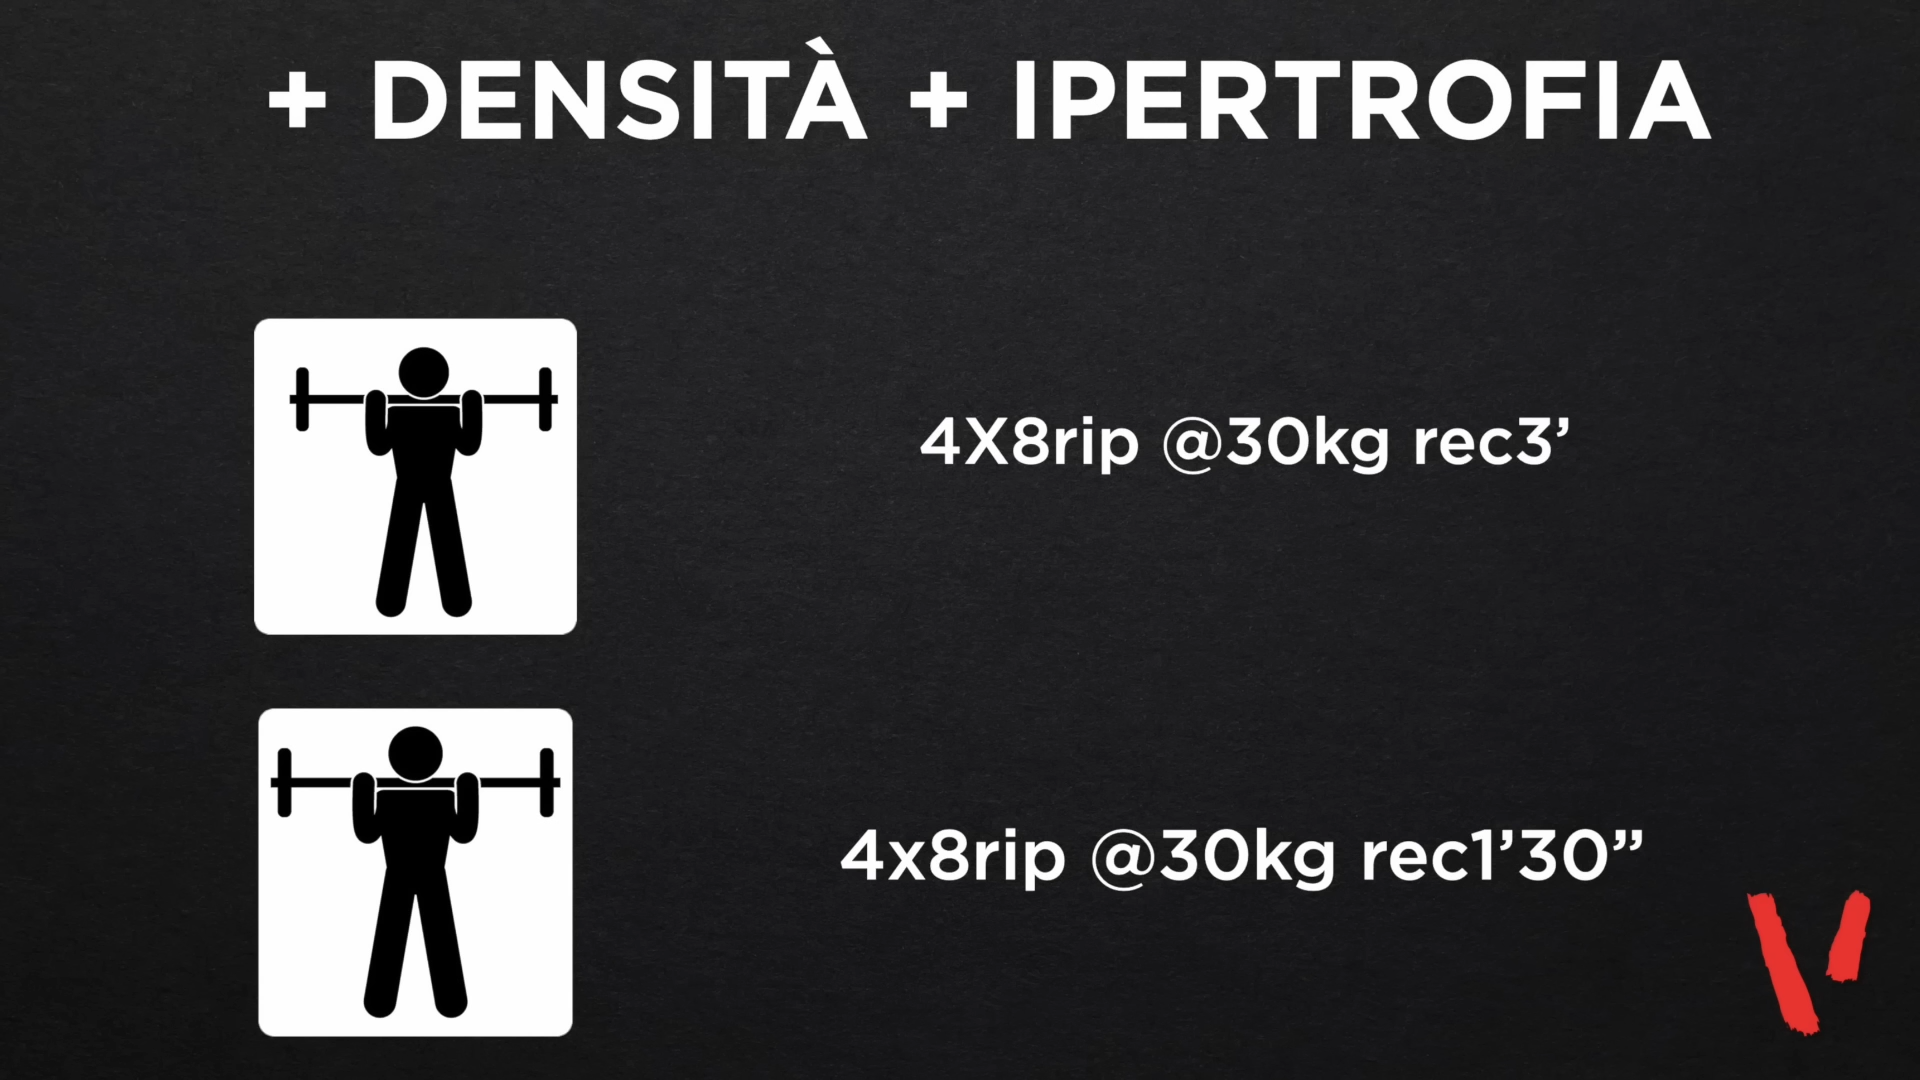 + DENSITÀ + IPERTROFIA
4X8rip @30kg rec3’
4x8rip @30kg rec1’30”